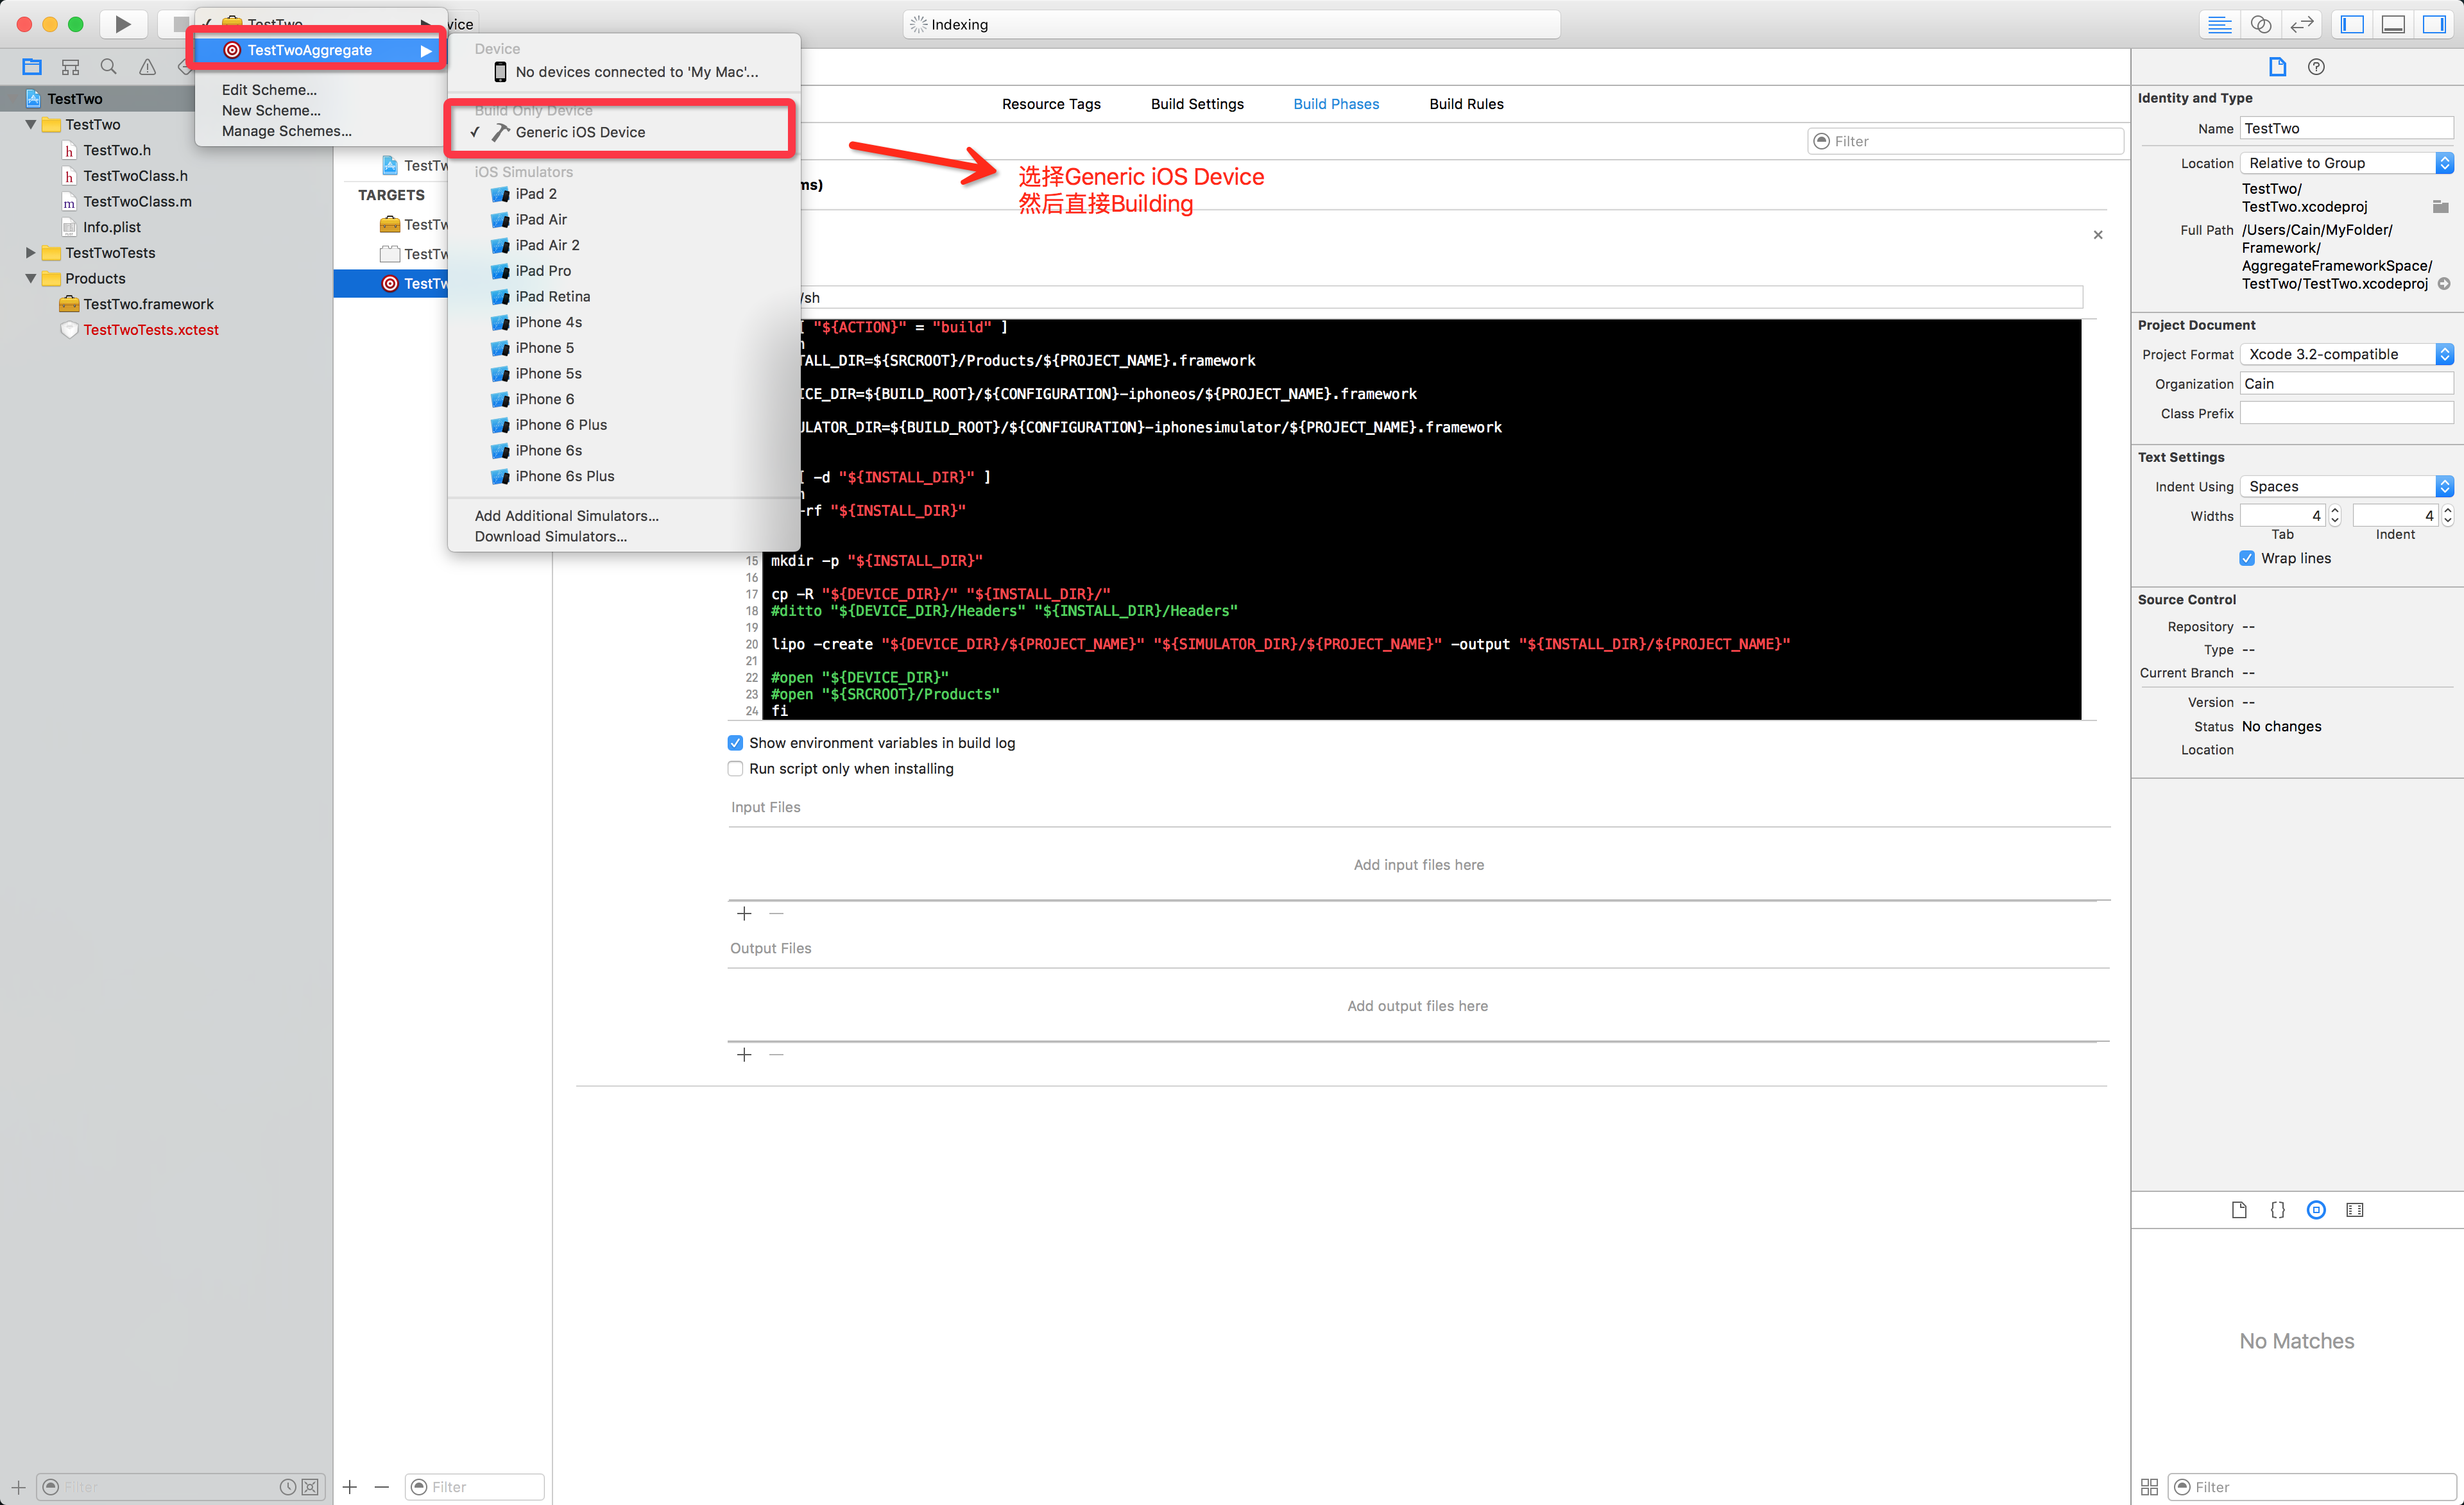 TestTwo
vice
Indexing
TestTwoAggregate
Edit Scheme...
New Scheme...
Manage Schemes...
Device
No devices connected to 'My Mac'...
Build Only Device
✓ Generic iOS Device
iOS Simulators
iPad 2
iPad Air
iPad Air 2
iPad Pro
iPad Retina
iPhone 4s
iPhone 5
iPhone 5s
iPhone 6
iPhone 6 Plus
iPhone 6s
iPhone 6s Plus
Add Additional Simulators...
Download Simulators...
TestTwo
TestTwo
TestTwo.h
TestTwoClass.h
TestTwoClass.m
Info.plist
TestTwoTests
Products
TestTwo.framework
TestTwoTests.xctest
TestTw
TARGETS
TestTw
TestTw
TestTw
Resource Tags Build Settings Build Phases Build Rules
Filter
选择Generic iOS Device
然后直接Building
ms)
/sh
[ "${ACTION}" = "build" ]
n
TALL_DIR=${SRCROOT}/Products/${PROJECT_NAME}.framework
ICE_DIR=${BUILD_ROOT}/${CONFIGURATION}-iphoneos/${PROJECT_NAME}.framework
ULATOR_DIR=${BUILD_ROOT}/${CONFIGURATION}-iphonesimulator/${PROJECT_NAME}.framework
[ -d "${INSTALL_DIR}" ]
n
-rf "${INSTALL_DIR}"
15 mkdir -p "${INSTALL_DIR}"
16
17 cp -R "${DEVICE_DIR}/" "${INSTALL_DIR}/"
18 #ditto "${DEVICE_DIR}/Headers" "${INSTALL_DIR}/Headers"
19
20 lipo -create "${DEVICE_DIR}/${PROJECT_NAME}" "${SIMULATOR_DIR}/${PROJECT_NAME}" -output "${INSTALL_DIR}/${PROJECT_NAME}"
21
22 #open "${DEVICE_DIR}"
23 #open "${SRCROOT}/Products"
24 fi
Show environment variables in build log
Run script only when installing
Input Files
Add input files here
Output Files
Add output files here
Identity and Type
Name TestTwo
Location Relative to Group
TestTwo/
TestTwo.xcodeproj
Full Path /Users/Cain/MyFolder/
Framework/
AggregateFrameworkSpace/
TestTwo/TestTwo.xcodeproj
Project Document
Project Format Xcode 3.2-compatible
Organization Cain
Class Prefix
Text Settings
Indent Using Spaces
Widths 4 4
Tab Indent
Wrap lines
Source Control
Repository --
Type --
Current Branch --
Version --
Status No changes
Location
No Matches
Filter
Filter
Filter